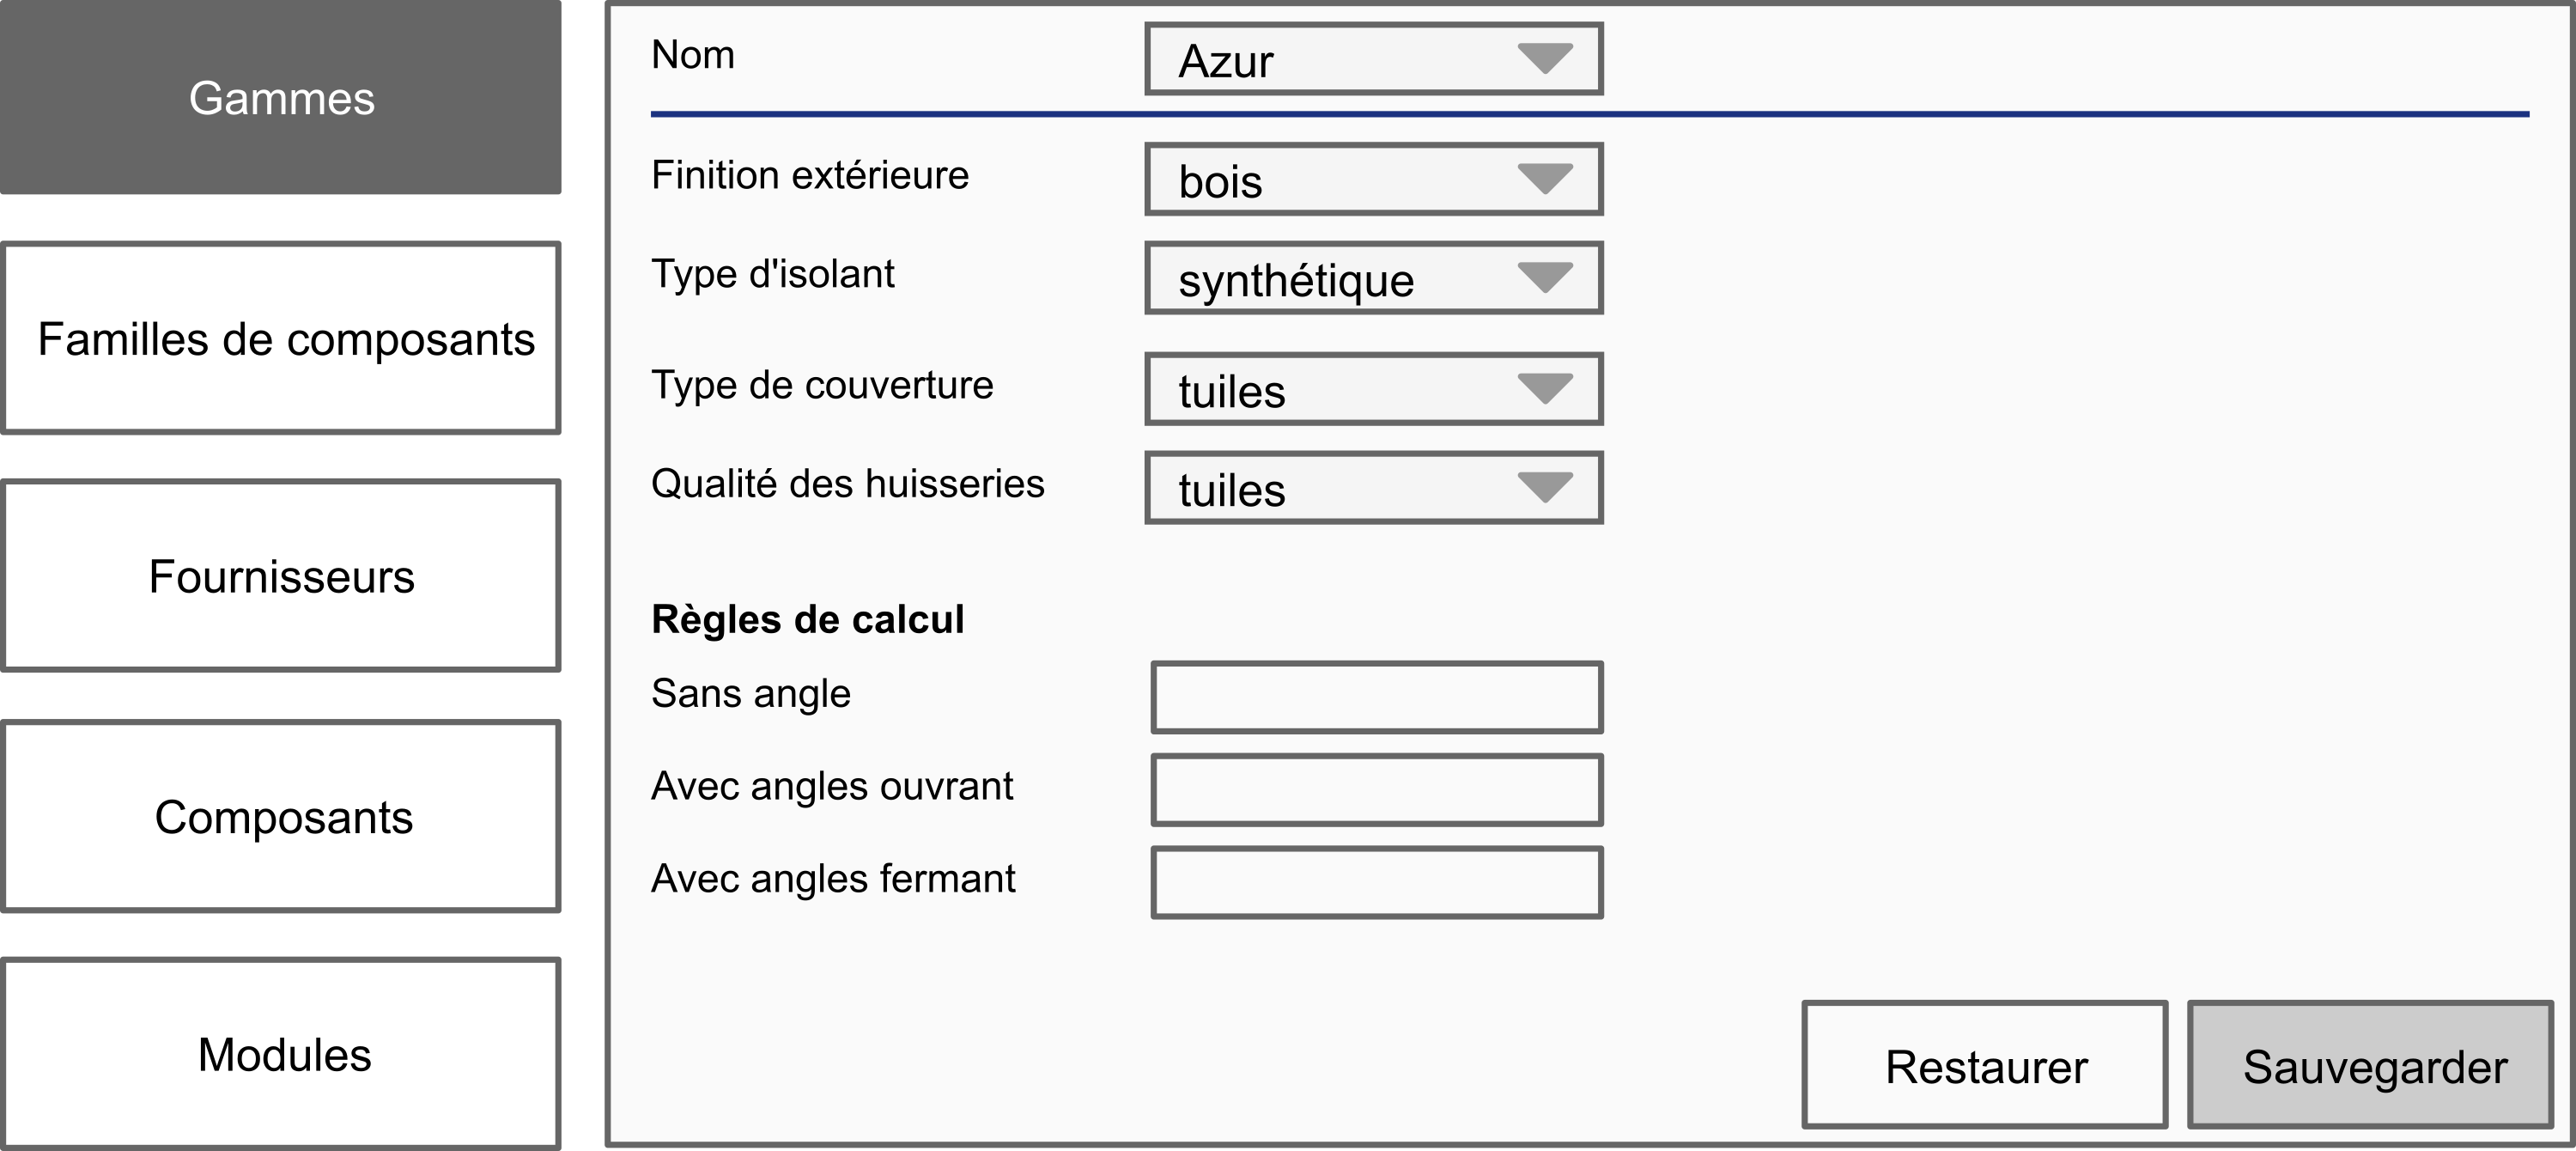 Gammes
Familles de composants
Fournisseurs
Composants
Modules
Nom
Azur
Finition extérieure
bois
Type d'isolant
synthétique
Type de couverture
tuiles
Qualité des huisseries
tuiles
Règles de calcul
Sans angle
Avec angles ouvrant
Avec angles fermant
Restaurer
Sauvegarder